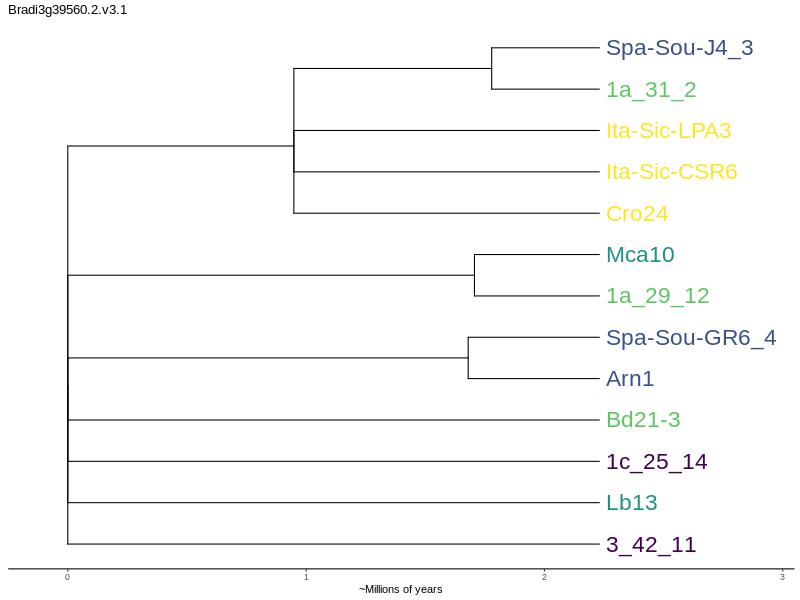 Bradi3g39560.2.v3.1
Spa-Sou-J4_3
1a_31_2
Ita-Sic-LPA3
Ita-Sic-CSR6
Cro24
Mca10
1a_29_12
Spa-Sou-GR6_4
Arn1
Bd21-3
1c_25_14
Lb13
3_42_11
0 1 2 3
~Millions of years